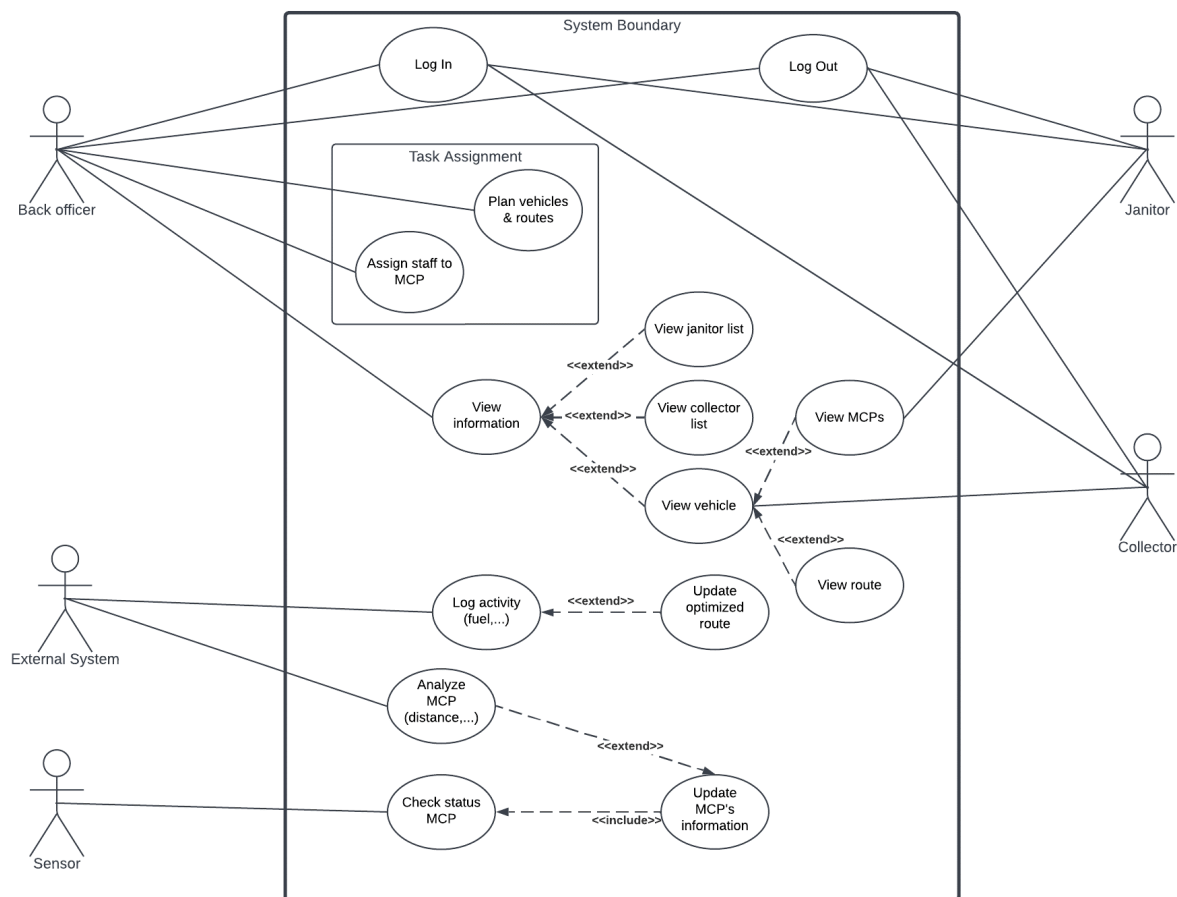 System Boundary
Log In
Log Out
Task Assignment
Plan vehicles
& routes
Back officer
Janitor
Assign staff to
MCP
View janitor list
<<extend>>
View
information
<<extend>>
View collector
list
View MCPs
<<extend>>
<<extend>>
View vehicle
<<extend>>
Collector
View route
Log activity
(fuel,...)
<<extend>>
Update
optimized
route
External System
Analyze
MCP
(distance,...)
<<extend>>
Check status
MCP
<<include>>
Update
MCP's
information
Sensor